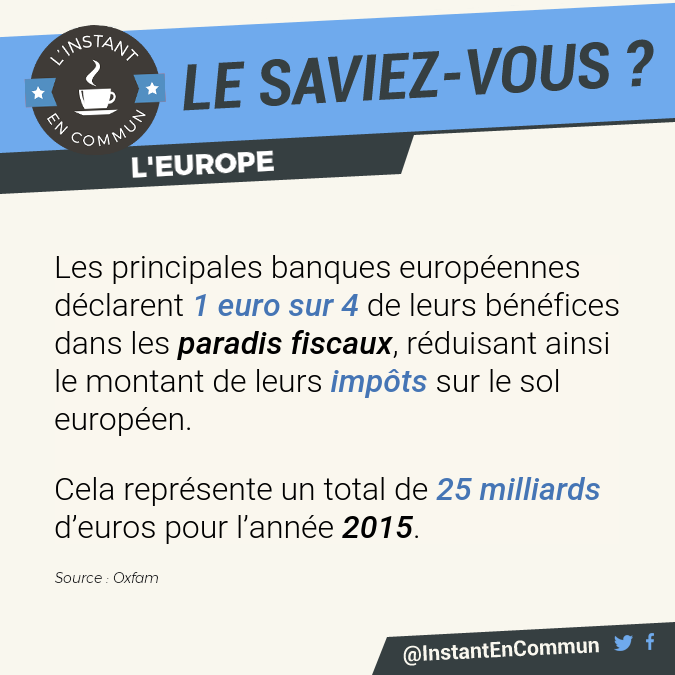 L'INSTANT
EN COMMUN
LE SAVIEZ-VOUS ?
L'EUROPE
Les principales banques européennes
déclarent 1 euro sur 4 de leurs bénéfices
dans les paradis fiscaux, réduisant ainsi
le montant de leurs impôts sur le sol
européen.
Cela représente un total de 25 milliards
d’euros pour l’année 2015.
Source : Oxfam
@InstantEnCommun